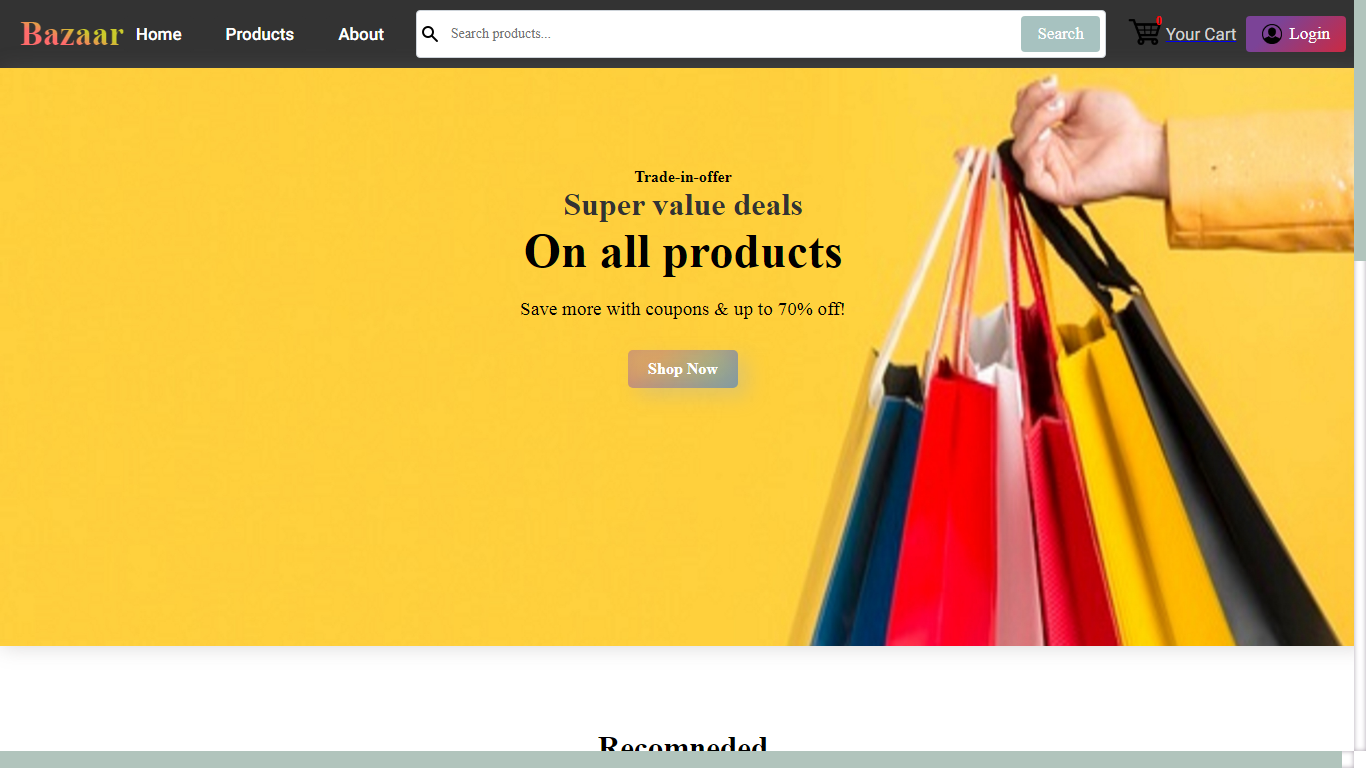 Bazaar Home Products About Search products... Search 0 Your Cart Login
Trade-in-offer
Super value deals
On all products
Save more with coupons & up to 70% off!
Shop Now
Recomneded